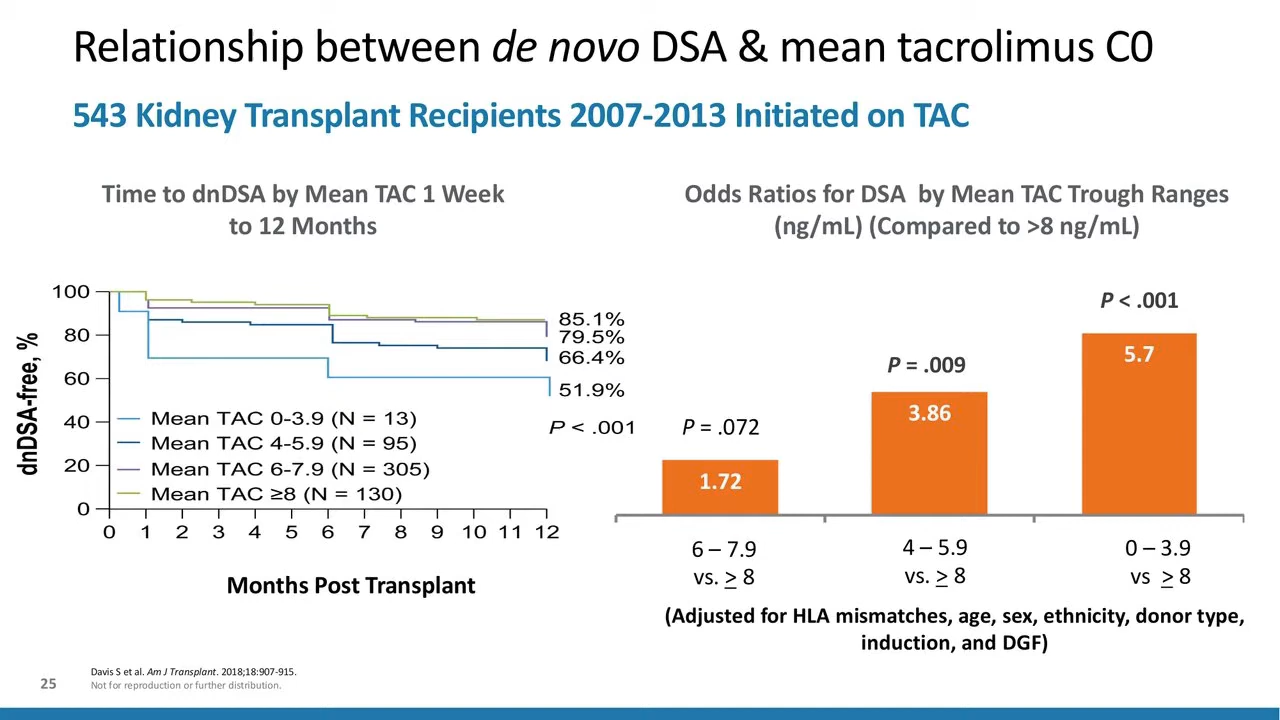 Relationship between de novo DSA & mean tacrolimus C0
543 Kidney Transplant Recipients 2007-2013 Initiated on TAC
Time to dnDSA by Mean TAC 1 Week
to 12 Months
dnDSA-free, %
100
80
60
40
20
0
85.1%
79.5%
66.4%
51.9%
P < .001
Mean TAC 0-3.9 (N = 13)
Mean TAC 4-5.9 (N = 95)
Mean TAC 6-7.9 (N = 305)
Mean TAC ≥8 (N = 130)
0 1 2 3 4 5 6 7 8 9 10 11 12
Months Post Transplant
Odds Ratios for DSA by Mean TAC Trough Ranges
(ng/mL) (Compared to >8 ng/mL)
P = .072
1.72
P = .009
3.86
P < .001
5.7
6 – 7.9
vs. > 8
4 – 5.9
vs. > 8
0 – 3.9
vs > 8
(Adjusted for HLA mismatches, age, sex, ethnicity, donor type,
induction, and DGF)
Davis S et al. Am J Transplant. 2018;18:907-915.
25 Not for reproduction or further distribution.